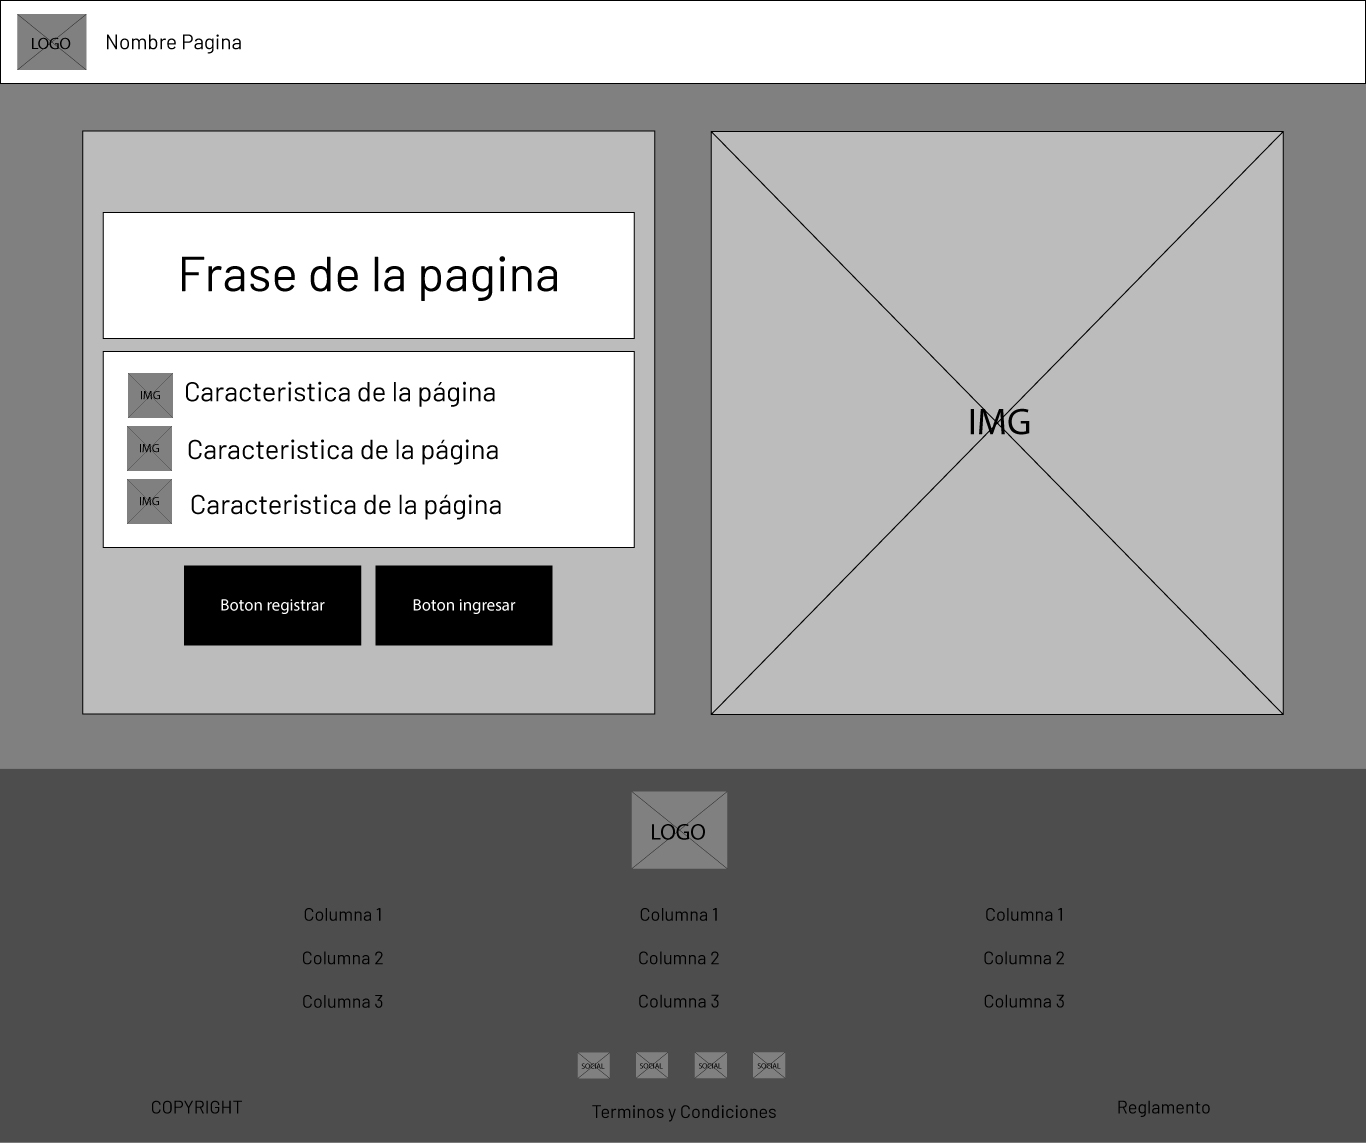 LOGO Nombre Pagina
Frase de la pagina
IMG Caracteristica de la página
IMG Caracteristica de la página
IMG Caracteristica de la página
Boton registrar Boton ingresar
IMG
LOGO
Columna 1 Columna 1 Columna 1
Columna 2 Columna 2 Columna 2
Columna 3 Columna 3 Columna 3
SOCIAL SOCIAL SOCIAL SOCIAL
COPYRIGHT Terminos y Condiciones Reglamento